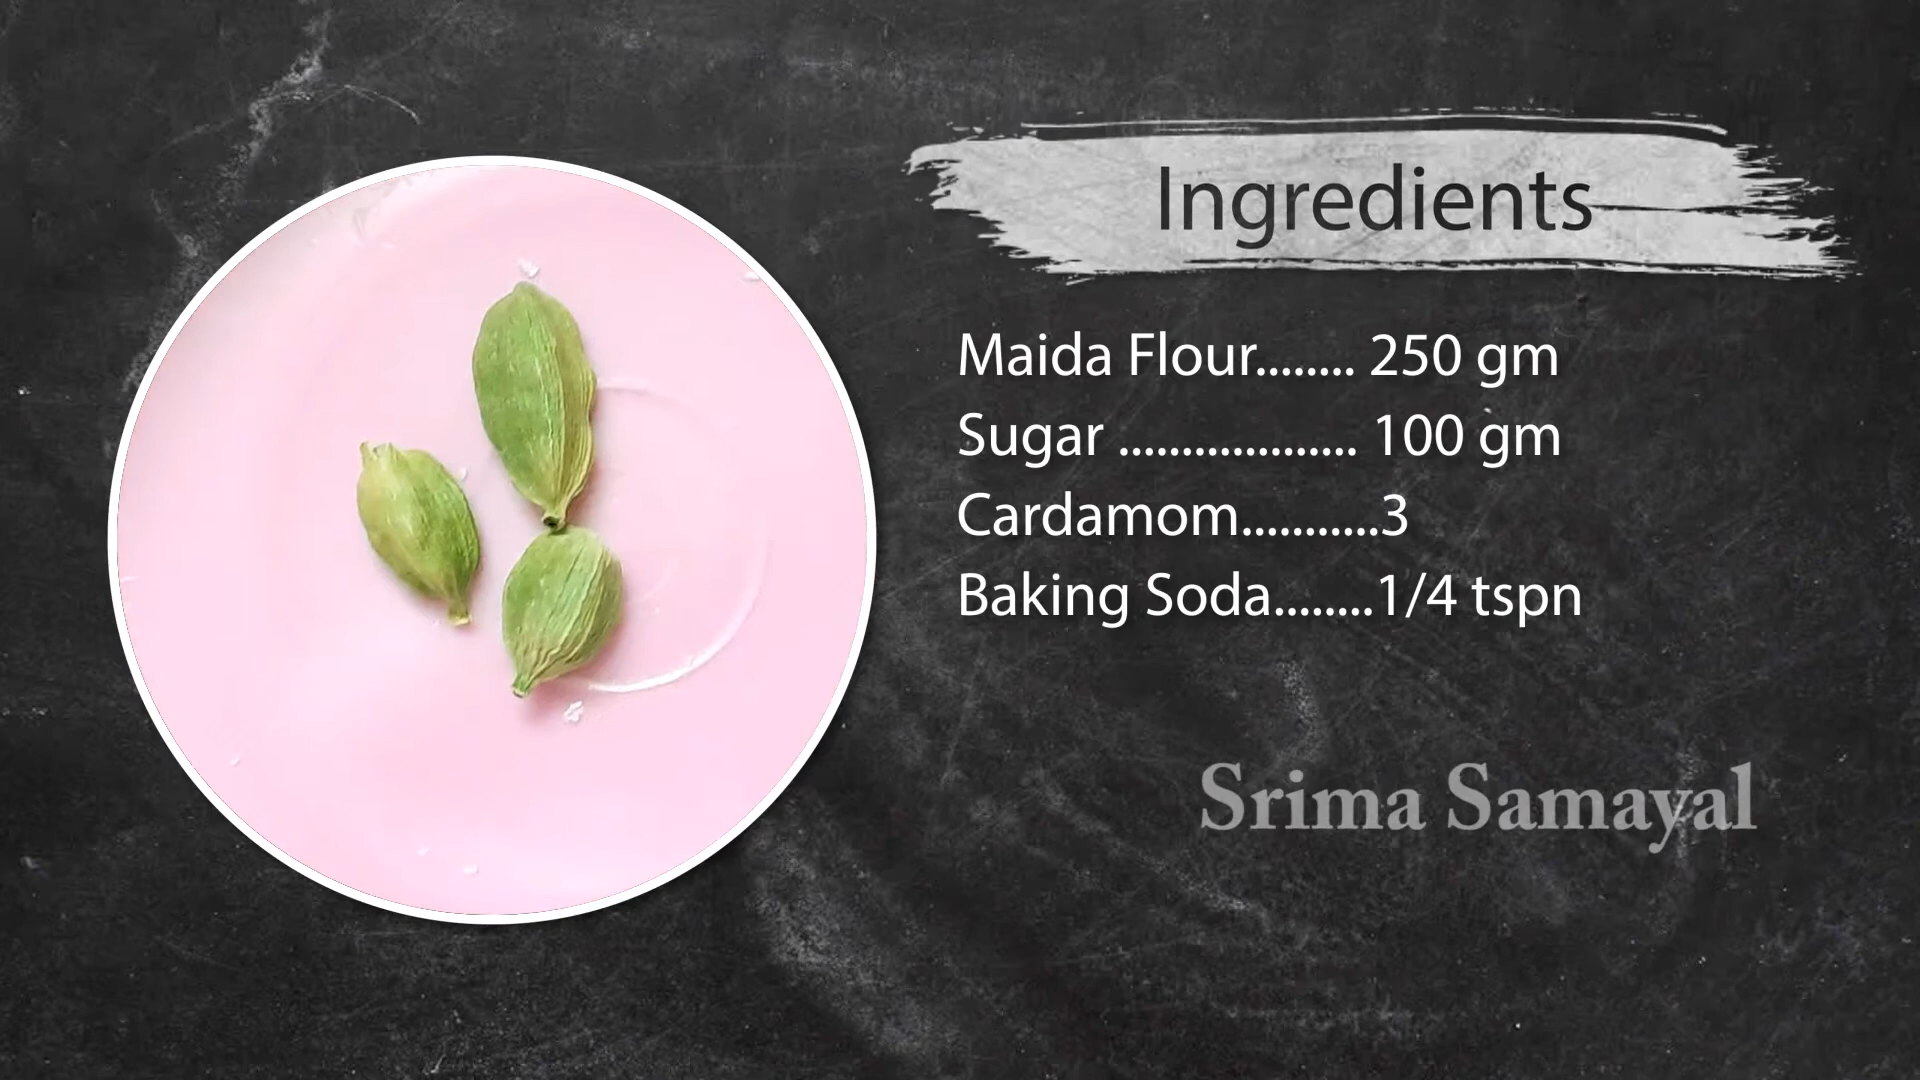 Ingredients
Maida Flour........ 250 gm
Sugar ................... 100 gm
Cardamom...........3
Baking Soda........1/4 tspn
Srima Samayal